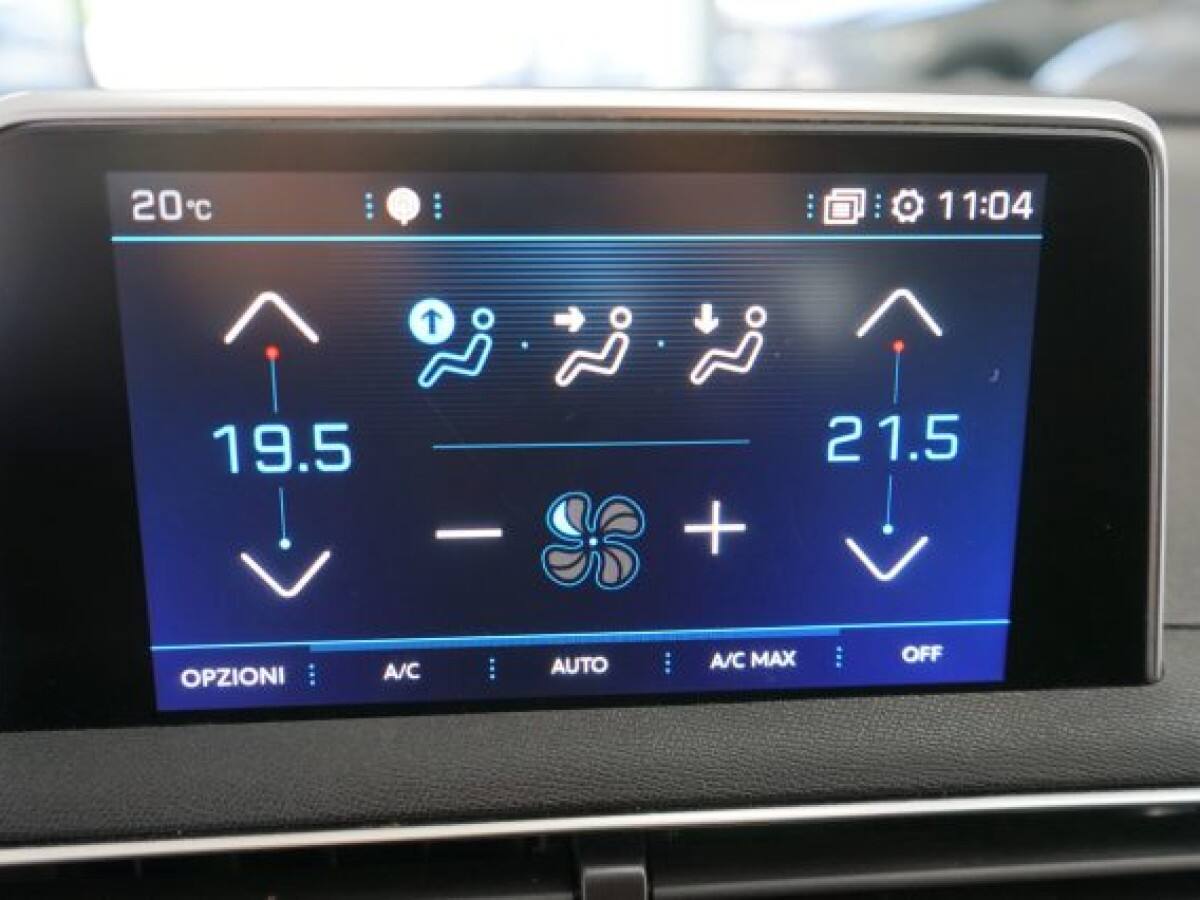 20°C 11:04
19.5 21.5
OPZIONI A/C AUTO A/C MAX OFF